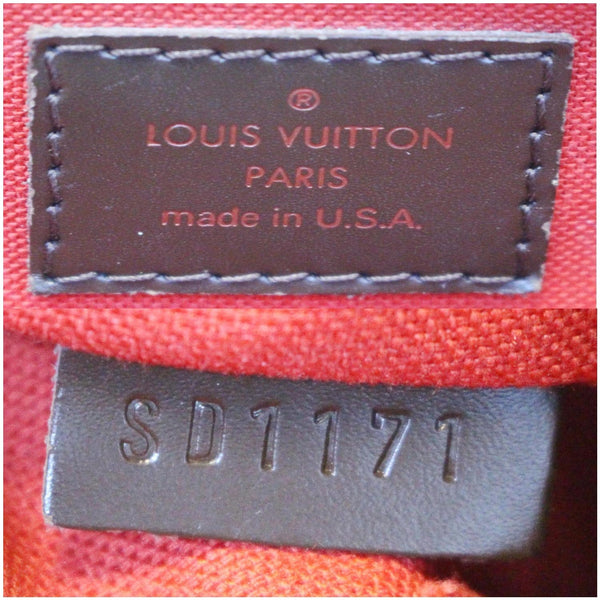 ®
LOUIS VUITTON
PARIS
made in U.S.A.
SD1171